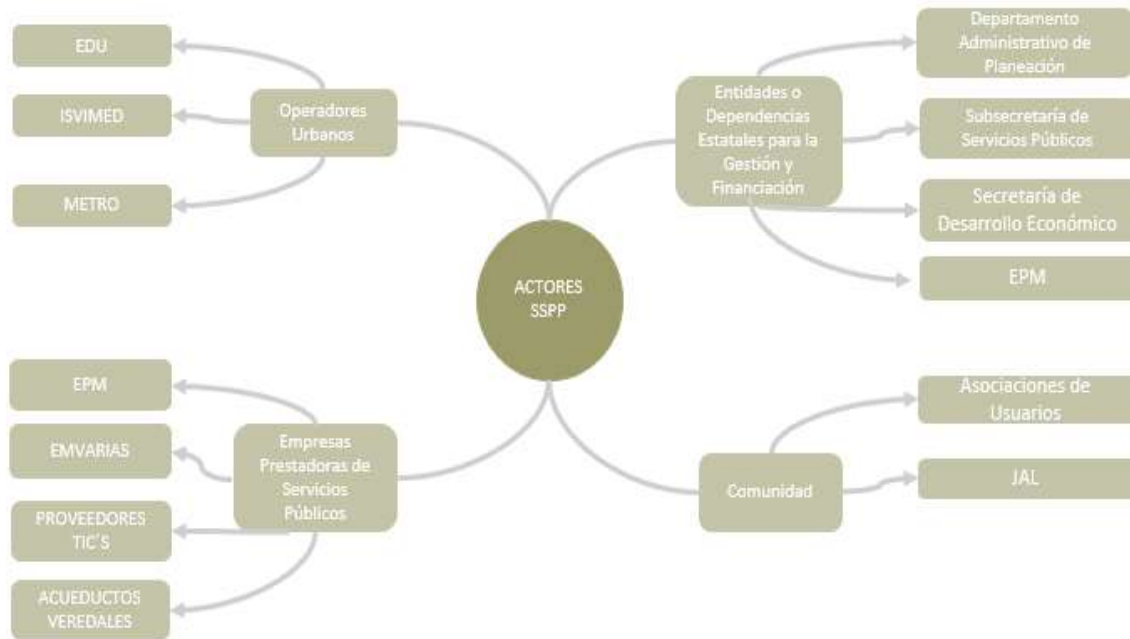 EDU
ISVIMED
METRO
Operadores
Urbanos
Entidades o
Dependencias
Estatales para la
Gestión y
Financiación
Departamento
Administrativo de
Planeación
Subsecretaría de
Servicios Públicos
Secretaría de
Desarrollo Económico
EPM
ACTORES
SSPP
EPM
EMVARIAS
PROVEEDORES
TIC´S
ACUEDUCTOS
VEREDALES
Empresas
Prestadoras de
Servicios
Públicos
Comunidad
Asociaciones de
Usuarios
JAL